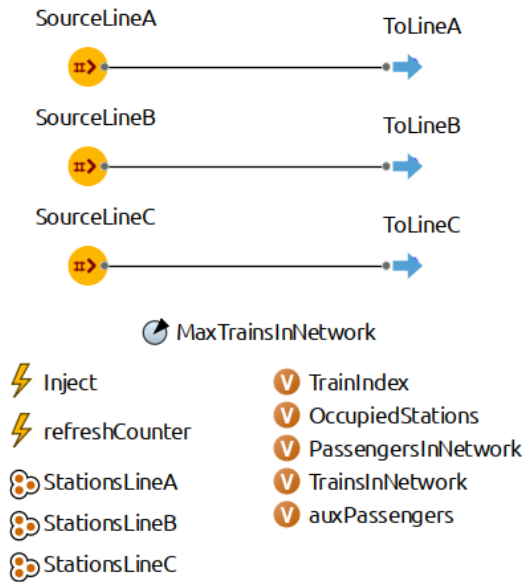 SourceLineA
ToLineA
SourceLineB
ToLineB
SourceLineC
ToLineC
MaxTrainsInNetwork
Inject
refreshCounter
StationsLineA
StationsLineB
StationsLineC
V TrainIndex
V OccupiedStations
V PassengersInNetwork
V TrainsInNetwork
V auxPassengers